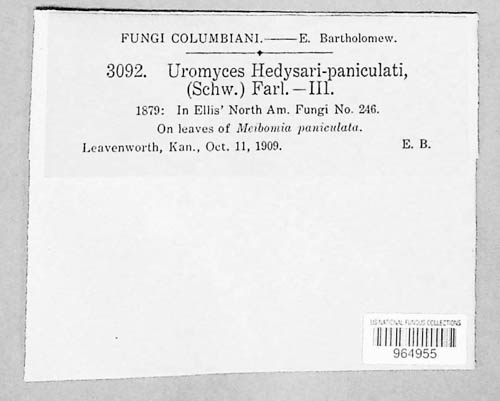 FUNGI COLUMBIANI.——E. Bartholomew.
3092. Uromyces Hedysari-paniculati,
(Schw.) Farl.—III.
1879: In Ellis' North Am. Fungi No. 246.
On leaves of Meibomia paniculata.
Leavenworth, Kan., Oct. 11, 1909. E. B.
US NATIONAL FUNGUS COLLECTIONS
964955